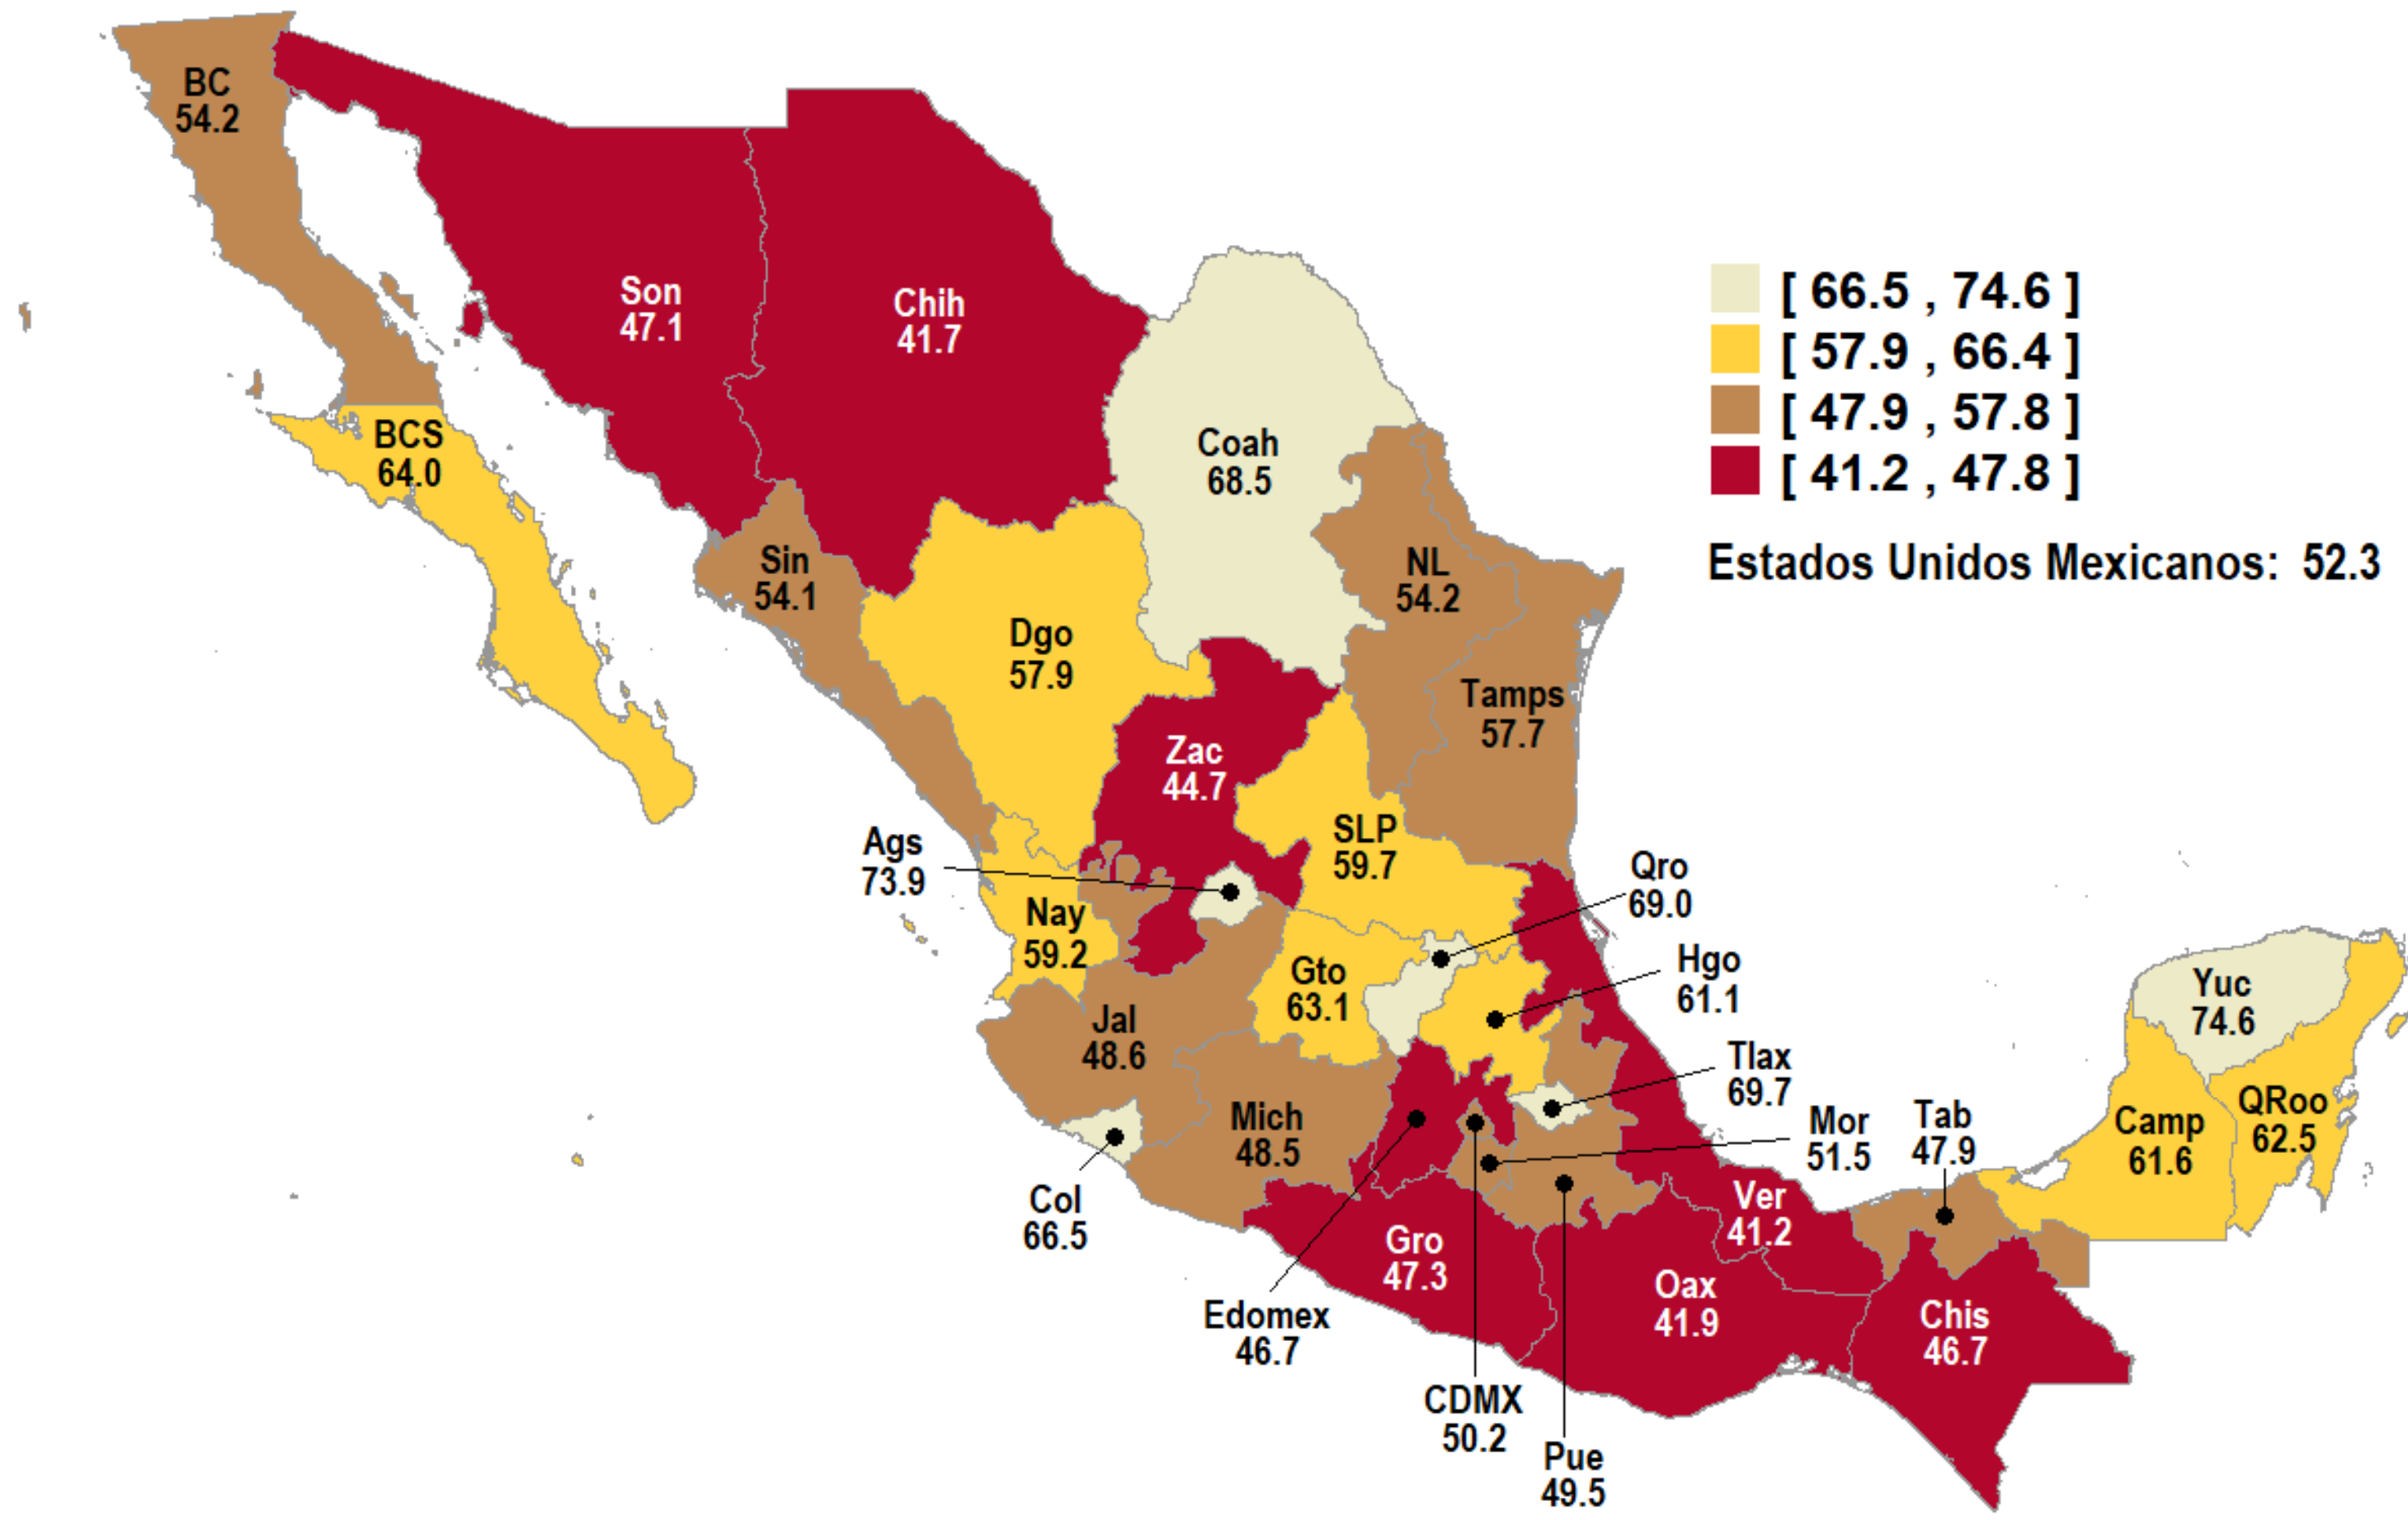 BC
54.2
Son
47.1
Chih
41.7
[ 66.5 , 74.6 ]
[ 57.9 , 66.4 ]
[ 47.9 , 57.8 ]
[ 41.2 , 47.8 ]
Estados Unidos Mexicanos: 52.3
BCS
64.0
Coah
68.5
Sin
54.1
NL
54.2
Dgo
57.9
Tamps
57.7
Zac
44.7
Ags
73.9
SLP
59.7
Qro
69.0
Nay
59.2
Gto
63.1
Hgo
61.1
Yuc
74.6
Jal
48.6
Tlax
69.7
Mich
48.5
Mor
51.5
Tab
47.9
Camp
61.6
QRoo
62.5
Col
66.5
Ver
41.2
Gro
47.3
Oax
41.9
Edomex
46.7
Chis
46.7
CDMX
50.2
Pue
49.5